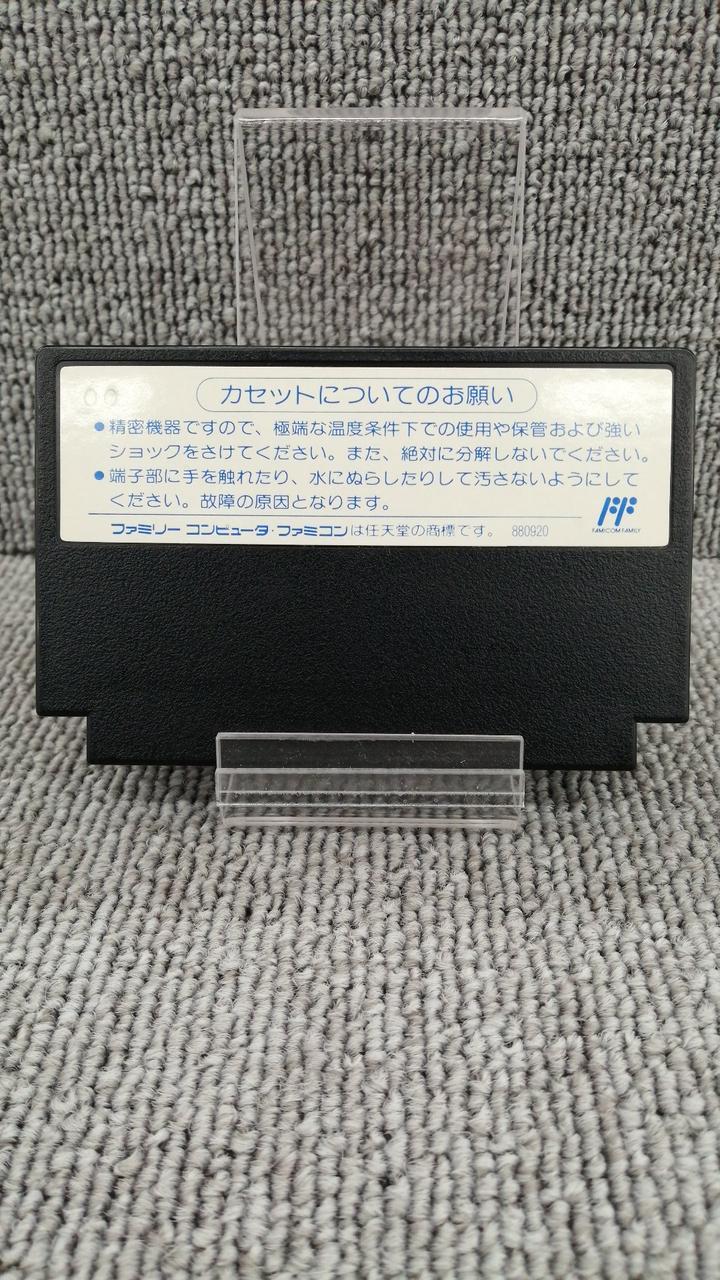 00
カセットについてのお願い
●精密機器ですので、極端な温度条件下での使用や保管および強い
ショックをさけてください。また、絶対に分解しないでください。
●端子部に手を触れたり、水にぬらしたりして汚さないようにして
ください。故障の原因となります。
FF
FAMICOM FAMILY
ファミリー コンピュータ・ファミコンは任天堂の商標です。 880920